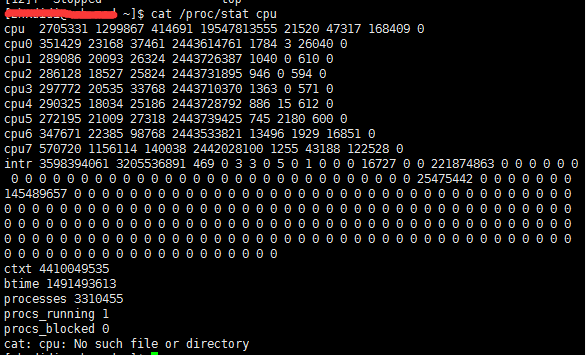 [12]+ Stopped top
~]$ cat /proc/stat cpu
cpu  2705331 1299867 414691 19547813555 21520 47317 168409 0
cpu0 351429 23168 37461 2443614761 1784 3 26040 0
cpu1 289086 20093 26324 2443726387 1040 0 610 0
cpu2 286128 18527 25824 2443731895 946 0 594 0
cpu3 297772 20535 33768 2443710370 1363 0 571 0
cpu4 290325 18034 25186 2443728792 886 15 612 0
cpu5 272195 21009 27318 2443739425 745 2180 600 0
cpu6 347671 22385 98768 2443533821 13496 1929 16851 0
cpu7 570720 1156114 140038 2442028100 1255 43188 122528 0
intr 3598394061 3205536891 469 0 3 3 0 5 0 1 0 0 0 16727 0 0 221874863 0 0 0 0 0 0
0 0 0 0 0 0 0 0 0 0 0 0 0 0 0 0 0 0 0 0 0 0 0 0 0 0 0 0 0 25475442 0 0 0 0 0 0 0
145489657 0 0 0 0 0 0 0 0 0 0 0 0 0 0 0 0 0 0 0 0 0 0 0 0 0 0 0 0 0 0 0 0 0 0 0 0
0 0 0 0 0 0 0 0 0 0 0 0 0 0 0 0 0 0 0 0 0 0 0 0 0 0 0 0 0 0 0 0 0 0 0 0 0 0 0 0 0
0 0 0 0 0 0 0 0 0 0 0 0 0 0 0 0 0 0 0 0 0 0 0 0 0 0 0 0 0 0 0 0 0 0 0 0 0 0 0 0 0
0 0 0 0 0 0 0 0 0 0 0 0 0 0 0 0 0 0 0 0 0 0 0 0 0 0 0 0 0 0 0 0 0 0 0 0 0 0 0 0 0
0 0 0 0 0 0 0 0 0 0 0 0 0 0 0 0 0 0 0 0
ctxt 4410049535
btime 1491493613
processes 3310455
procs_running 1
procs_blocked 0
cat: cpu: No such file or directory